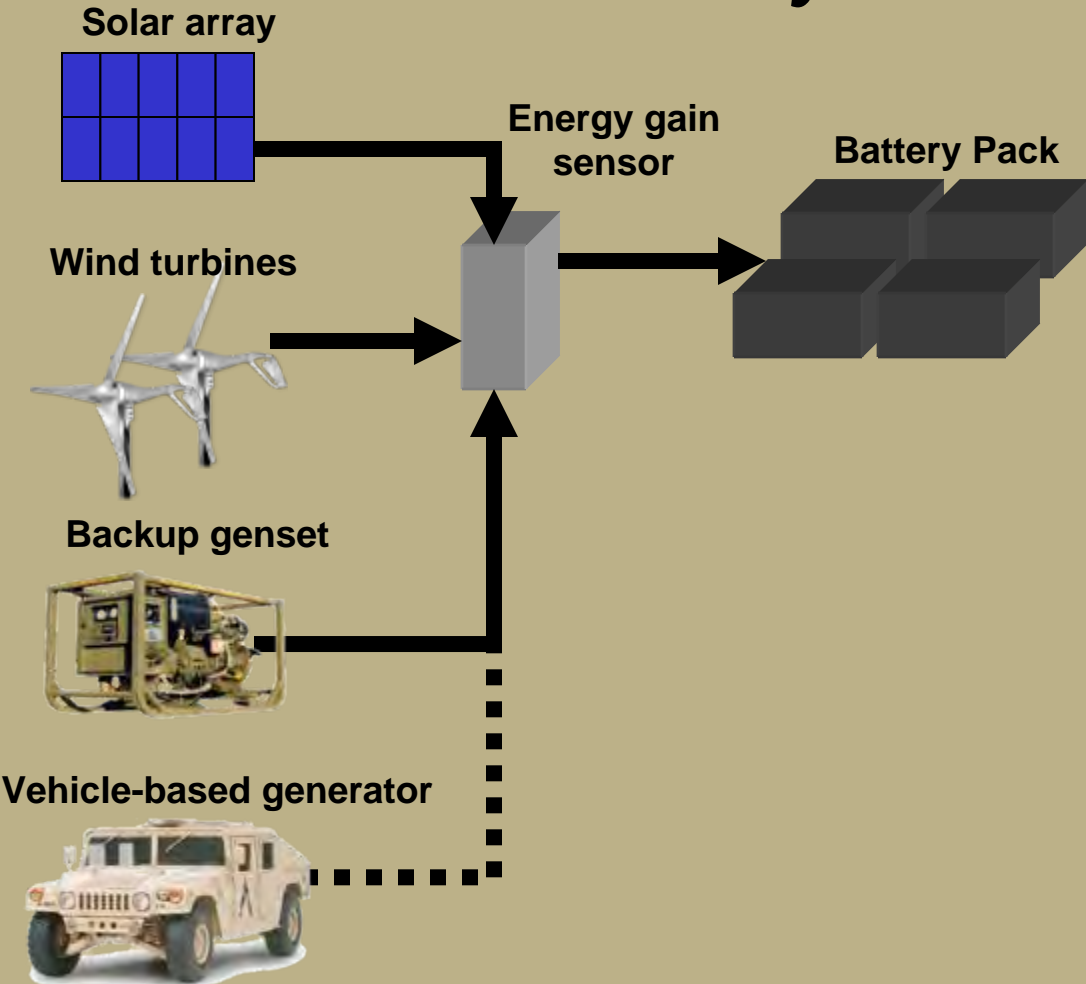 Solar array
Energy gain
sensor
Battery Pack
Wind turbines
Backup genset
Vehicle-based generator